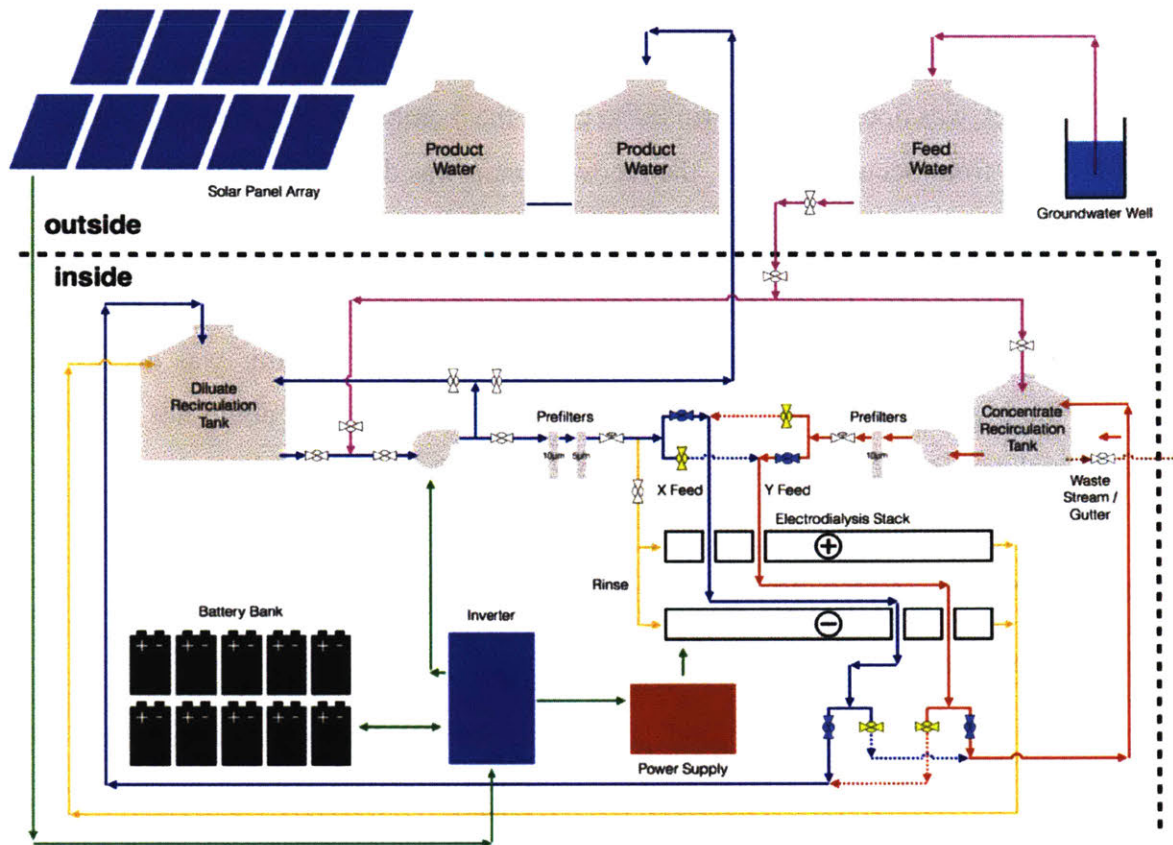 Product
Water
Product
Water
Feed
Water
Solar Panel Array
Groundwater Well
outside
inside
Diluate
Recirculation
Tank
Prefilters
10μm
5μm
Prefilters
10μm
Concentrate
Recirculation
Tank
X Feed
Y Feed
Waste
Stream /
Gutter
Electrodialysis Stack
+
Rinse
−
Battery Bank
Inverter
+ − + − + − + − + −
+ − + − + − + − + −
Power Supply